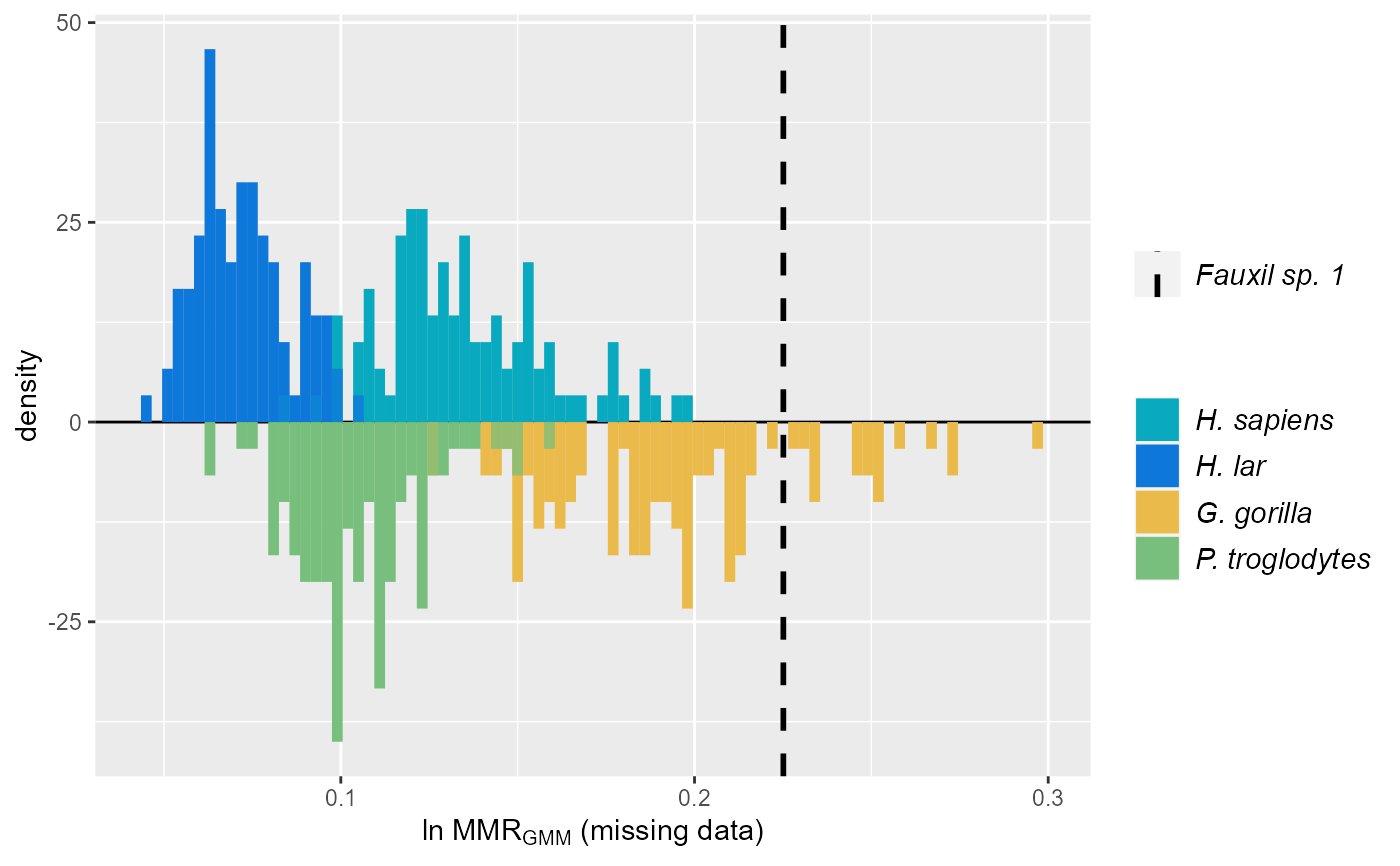 50
25
0
-25
density
0.1
0.2
0.3
ln MMRGMM (missing data)
Fauxil sp. 1
H. sapiens
H. lar
G. gorilla
P. troglodytes